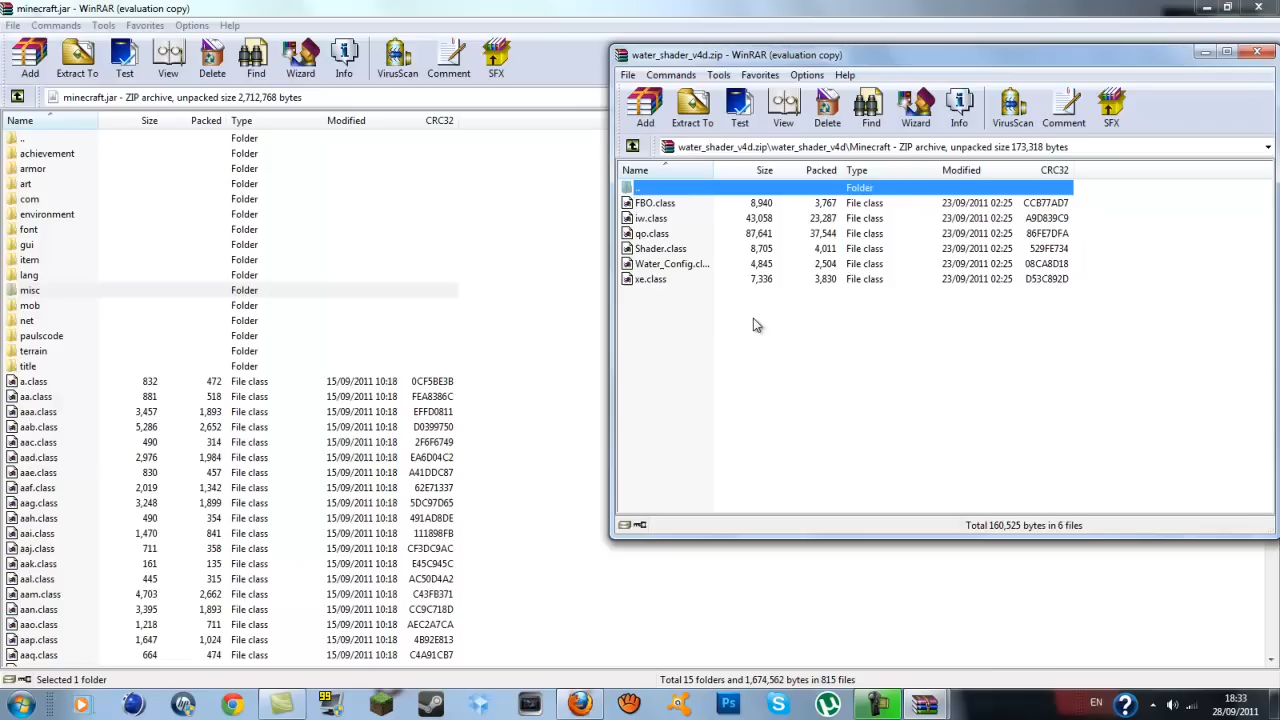 minecraft.jar - WinRAR (evaluation copy)
File Commands Tools Favorites Options Help
Add Extract To Test View Delete Find Wizard Info VirusScan Comment SFX
minecraft.jar - ZIP archive, unpacked size 2,712,768 bytes
Name Size Packed Type Modified CRC32
.. Folder
achievement Folder
armor Folder
art Folder
com Folder
environment Folder
font Folder
gui Folder
item Folder
lang Folder
misc Folder
mob Folder
net Folder
paulscode Folder
terrain Folder
title Folder
a.class 832 472 File class 15/09/2011 10:18 0CF5BE3B
aa.class 881 518 File class 15/09/2011 10:18 FEA8386C
aaa.class 3,457 1,893 File class 15/09/2011 10:18 EFFD0811
aab.class 5,286 2,652 File class 15/09/2011 10:18 D0399750
aac.class 490 314 File class 15/09/2011 10:18 2F6F6749
aad.class 2,976 1,984 File class 15/09/2011 10:18 EA6D04C2
aae.class 830 457 File class 15/09/2011 10:18 A41DDC87
aaf.class 2,019 1,342 File class 15/09/2011 10:18 62E71337
aag.class 3,248 1,899 File class 15/09/2011 10:18 5DC97D65
aah.class 490 354 File class 15/09/2011 10:18 491AD8DE
aai.class 1,470 841 File class 15/09/2011 10:18 111898FB
aaj.class 711 358 File class 15/09/2011 10:18 CF3DC9AC
aak.class 161 135 File class 15/09/2011 10:18 E45C945C
aal.class 445 315 File class 15/09/2011 10:18 AC50D4A2
aam.class 4,703 2,662 File class 15/09/2011 10:18 C43FB371
aan.class 3,395 1,893 File class 15/09/2011 10:18 CC9C718D
aao.class 1,218 711 File class 15/09/2011 10:18 AEC2A7CA
aap.class 1,647 1,024 File class 15/09/2011 10:18 4B92E813
aaq.class 664 474 File class 15/09/2011 10:18 C4A91CB7
Selected 1 folder Total 15 folders and 1,674,562 bytes in 815 files
water_shader_v4d.zip - WinRAR (evaluation copy)
File Commands Tools Favorites Options Help
Add Extract To Test View Delete Find Wizard Info VirusScan Comment SFX
water_shader_v4d.zip\water_shader_v4d\Minecraft - ZIP archive, unpacked size 173,318 bytes
Name Size Packed Type Modified CRC32
.. Folder
FBO.class 8,940 3,767 File class 23/09/2011 02:25 CCB77AD7
iw.class 43,058 23,287 File class 23/09/2011 02:25 A9D839C9
qo.class 87,641 37,544 File class 23/09/2011 02:25 86FE7DFA
Shader.class 8,705 4,011 File class 23/09/2011 02:25 529FE734
Water_Config.cl... 4,845 2,504 File class 23/09/2011 02:25 08CA8D18
xe.class 7,336 3,830 File class 23/09/2011 02:25 D53C892D
Total 160,525 bytes in 6 files
99
Ps
EN
18:33
28/09/2011